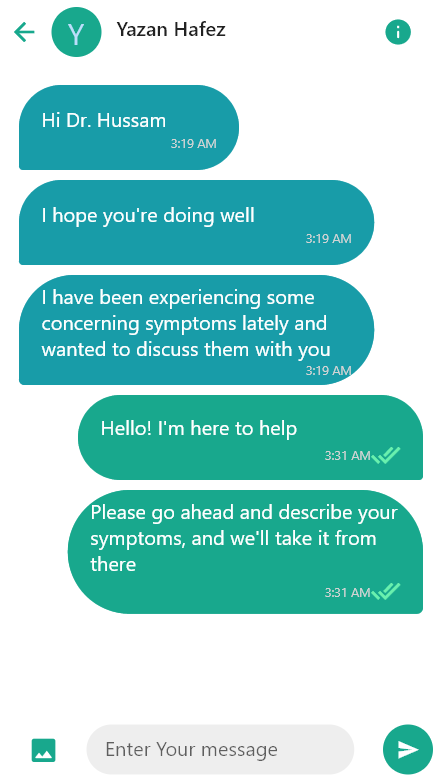 Y
Yazan Hafez
Hi Dr. Hussam
3:19 AM
I hope you're doing well
3:19 AM
I have been experiencing some
concerning symptoms lately and
wanted to discuss them with you
3:19 AM
Hello! I'm here to help
3:31 AM
Please go ahead and describe your
symptoms, and we'll take it from
there
3:31 AM
Enter Your message